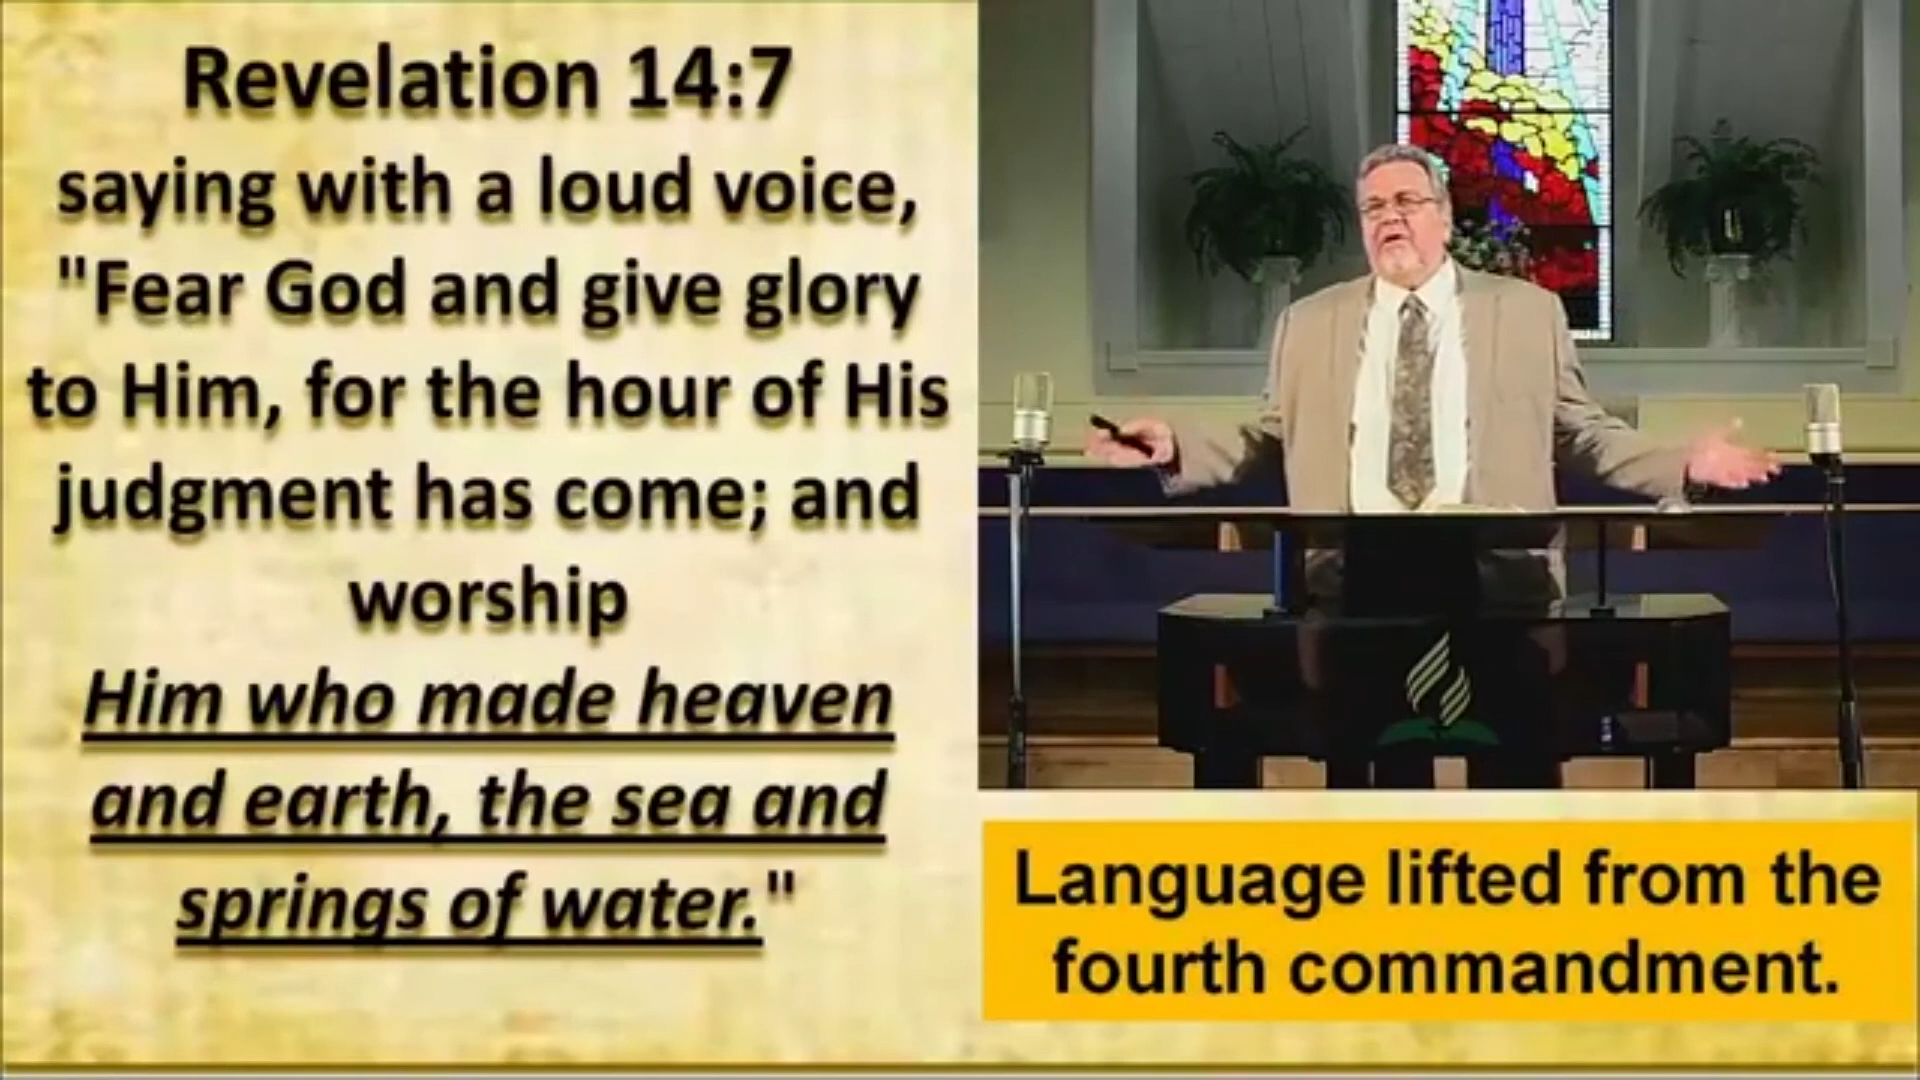 Revelation 14:7
saying with a loud voice,
"Fear God and give glory
to Him, for the hour of His
judgment has come; and
worship
Him who made heaven
and earth, the sea and
springs of water."
Language lifted from the
fourth commandment.